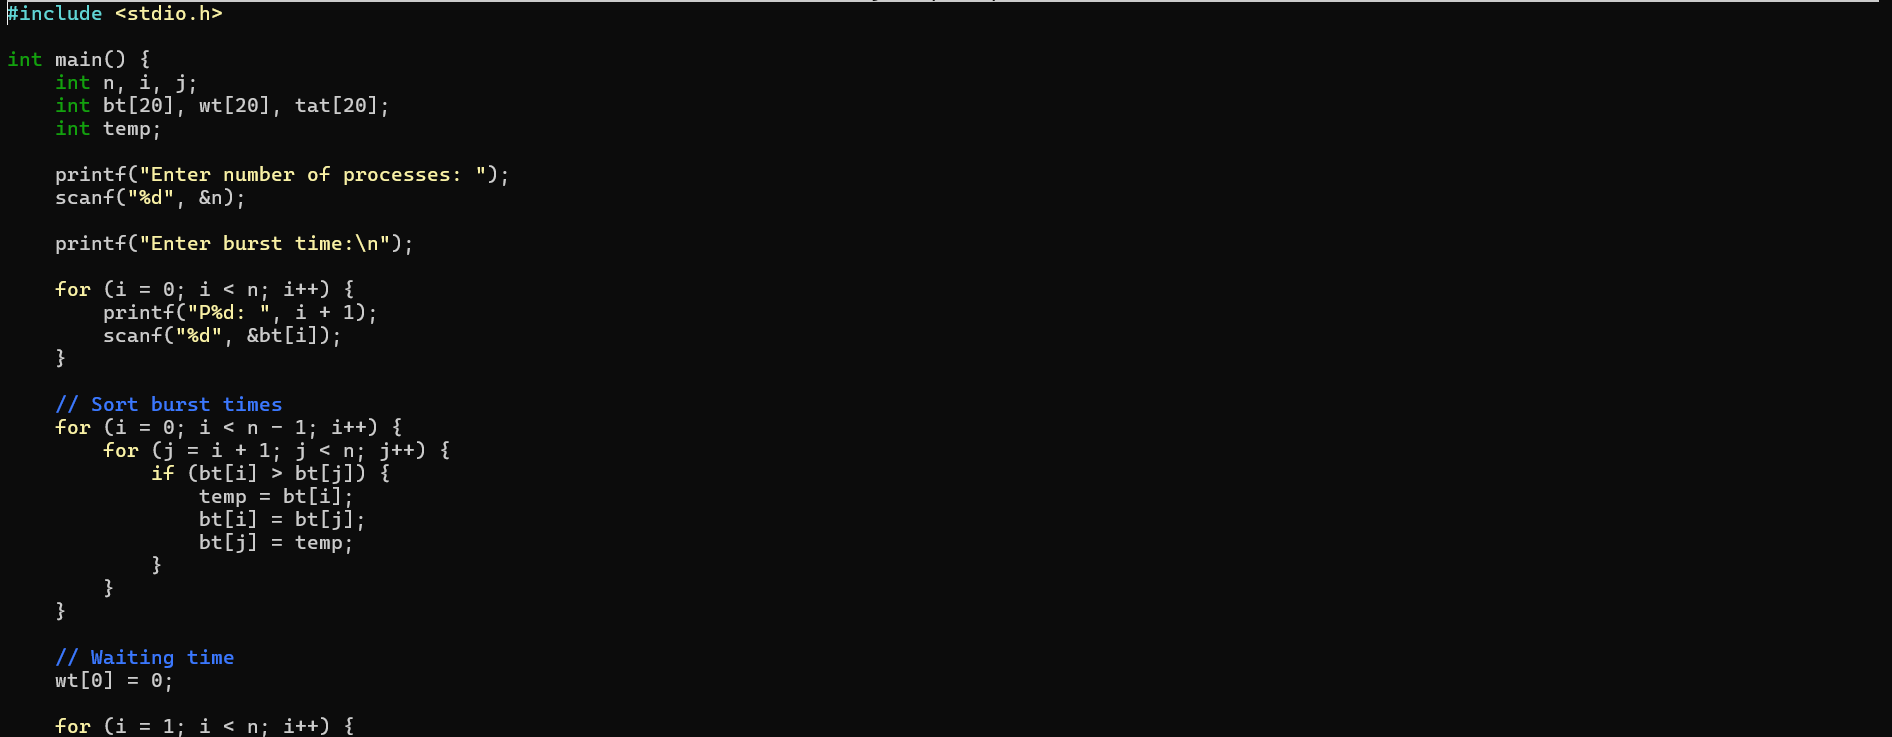 #include <stdio.h>

int main() {
    int n, i, j;
    int bt[20], wt[20], tat[20];
    int temp;

    printf("Enter number of processes: ");
    scanf("%d", &n);

    printf("Enter burst time:\n");

    for (i = 0; i < n; i++) {
        printf("P%d: ", i + 1);
        scanf("%d", &bt[i]);
    }

    // Sort burst times
    for (i = 0; i < n - 1; i++) {
        for (j = i + 1; j < n; j++) {
            if (bt[i] > bt[j]) {
                temp = bt[i];
                bt[i] = bt[j];
                bt[j] = temp;
            }
        }
    }

    // Waiting time
    wt[0] = 0;

    for (i = 1; i < n; i++) {